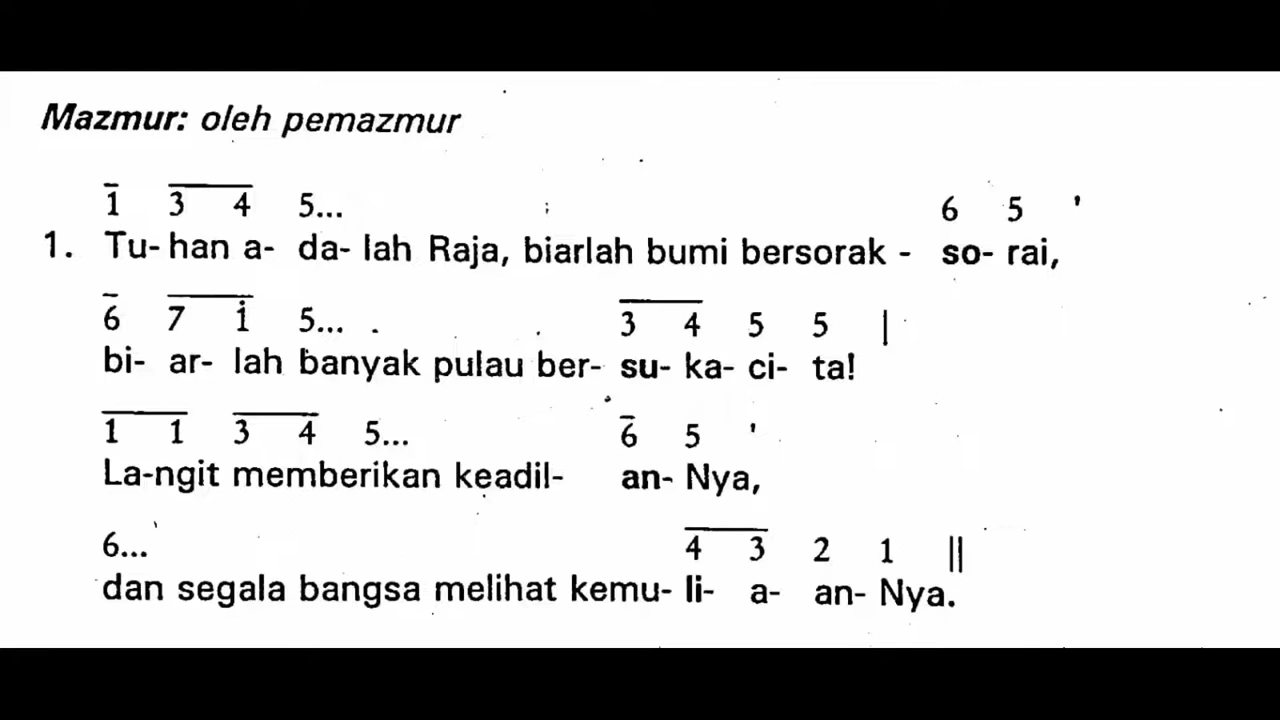 Mazmur: oleh pemazmur
1̄ 3̅ 4̅ 5... 6 5 '
1. Tu- han a- da- lah Raja, biarlah bumi bersorak - so- rai,
6̄ 7̅ i̅ 5... 3̅ 4̅ 5 5 |
bi- ar- lah banyak pulau ber- su- ka- ci- ta!
1̅ 1̅ 3̅ 4̅ 5... 6̄ 5 '
La-ngit memberikan keadil- an- Nya,
6... 4̅ 3̅ 2 1 ||
dan segala bangsa melihat kemu- li- a- an- Nya.